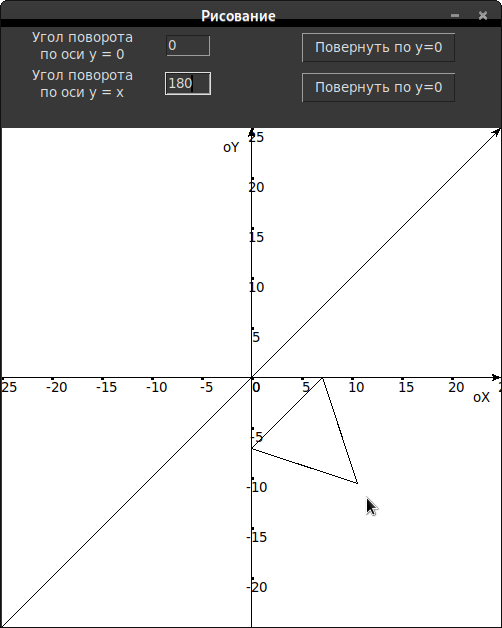 Рисование
Угол поворота
по оси y = 0
0
Повернуть по y=0
Угол поворота
по оси y = x
180
Повернуть по y=0
25
oY
20
15
10
5
25 -20 -15 -10 -5 0 5 10 15 20 2
oX
-5
-10
-15
-20